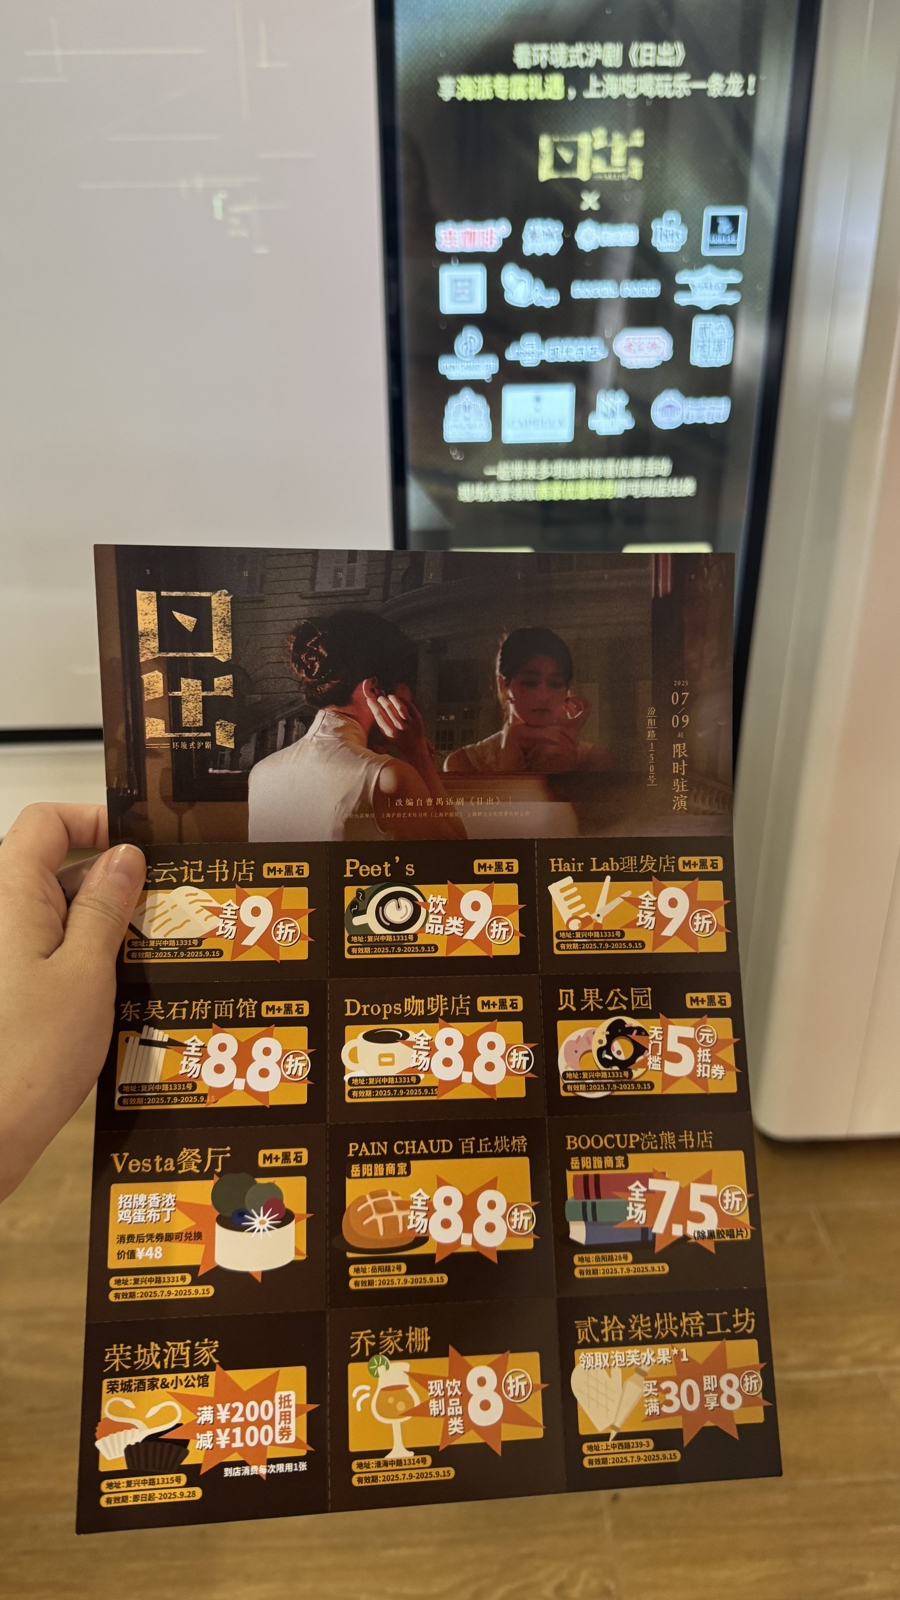 看环境式沪剧《日出》
享海派专属礼遇，上海吃喝玩乐一条龙！
日出
×
日出
环境式沪剧
2025
07/09起
限时驻演
汾阳路150号
改编自曹禺话剧《日出》
云记书店 M+黑石
全场9折
地址:复兴中路1331号
有效期:2025.7.9-2025.9.15
Peet's M+黑石
饮品类9折
地址:复兴中路1331号
有效期:2025.7.9-2025.9.15
Hair Lab理发店 M+黑石
全场9折
地址:复兴中路1331号
有效期:2025.7.9-2025.9.15
东吴石府面馆 M+黑石
全场8.8折
地址:复兴中路1331号
有效期:2025.7.9-2025.9.15
Drops咖啡店 M+黑石
全场8.8折
地址:复兴中路1331号
有效期:2025.7.9-2025.9.15
贝果公园 M+黑石
无门槛5元抵扣券
地址:复兴中路1331号
有效期:2025.7.9-2025.9.15
Vesta餐厅 M+黑石
招牌香浓
鸡蛋布丁
消费后凭券即可兑换
价值¥48
地址:复兴中路1331号
有效期:2025.7.9-2025.9.15
PAIN CHAUD 百丘烘焙
岳阳路商家
全场8.8折
地址:岳阳路2号
有效期:2025.7.9-2025.9.15
BOOCUP浣熊书店
岳阳路商家
全场7.5折
(除黑胶唱片)
地址:岳阳路28号
有效期:2025.7.9-2025.9.15
荣城酒家
荣城酒家&小公馆
满¥200
减¥100
抵用券
到店消费每次限用1张
地址:复兴中路1315号
有效期:即日起-2025.9.28
乔家栅
现制饮品类8折
地址:淮海中路1314号
有效期:2025.7.9-2025.9.15
贰拾柒烘焙工坊
领取泡芙水果*1
买满30即享8折
地址:上中西路239-3
有效期:2025.7.9-2025.9.15